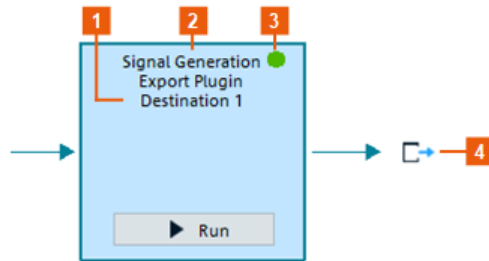 1 2 3
Signal Generation
Export Plugin
Destination 1
4
Run